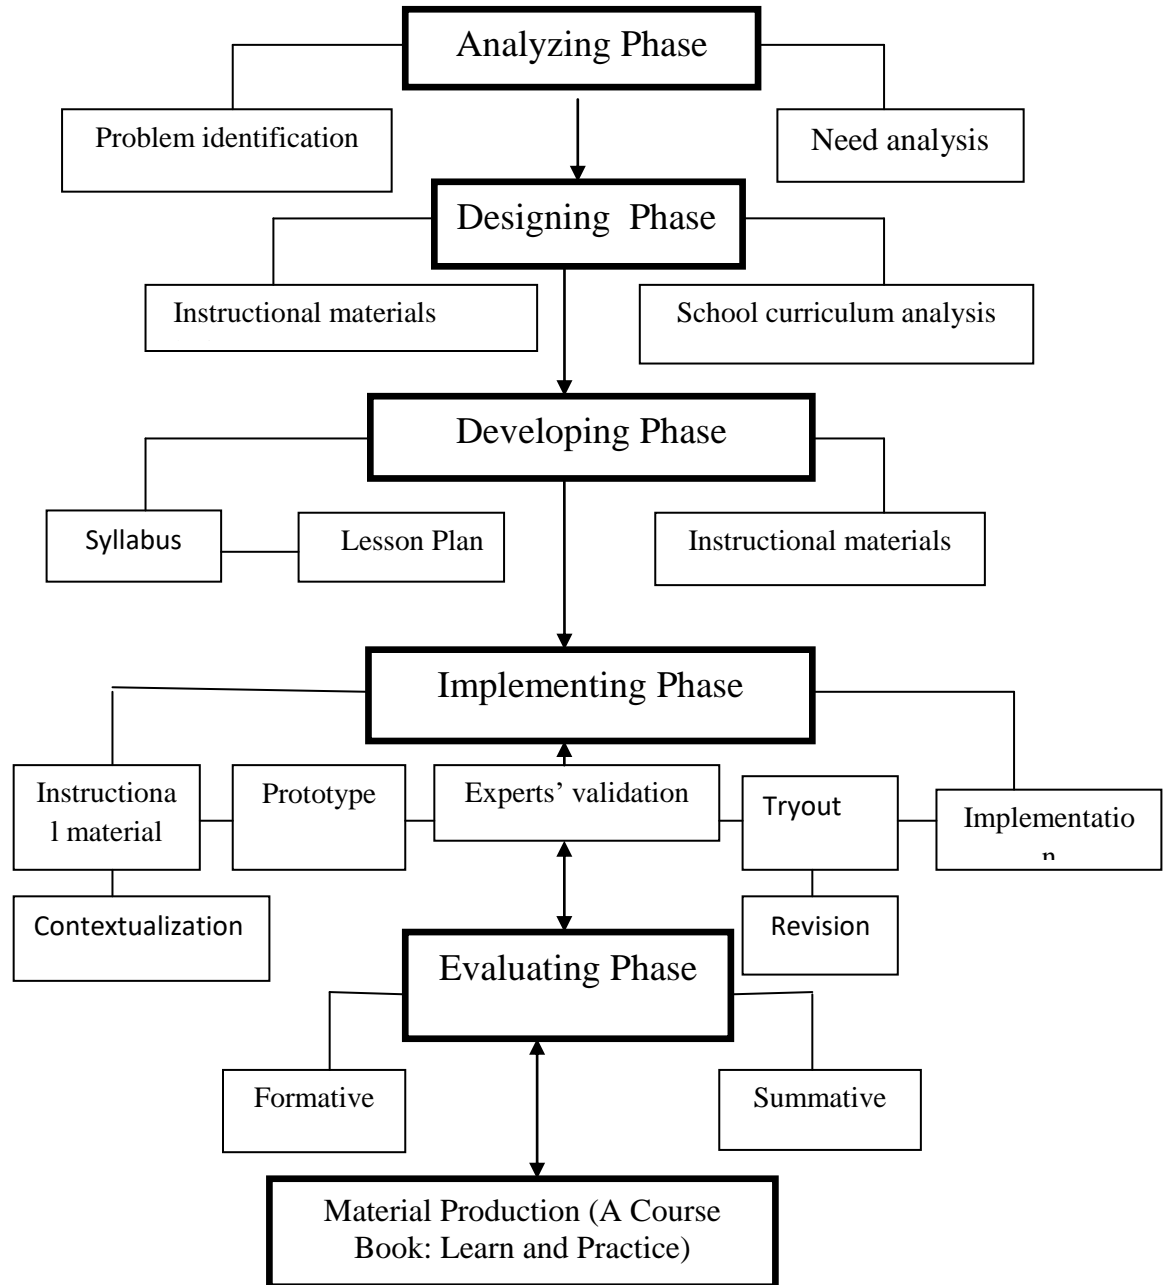 Analyzing Phase
Problem identification
Need analysis
Designing Phase
Instructional materials
School curriculum analysis
Developing Phase
Syllabus
Lesson Plan
Instructional materials
Implementing Phase
Instructiona
l material
Prototype
Experts’ validation
Tryout
Implementatio
n
Contextualization
Revision
Evaluating Phase
Formative
Summative
Material Production (A Course
Book: Learn and Practice)